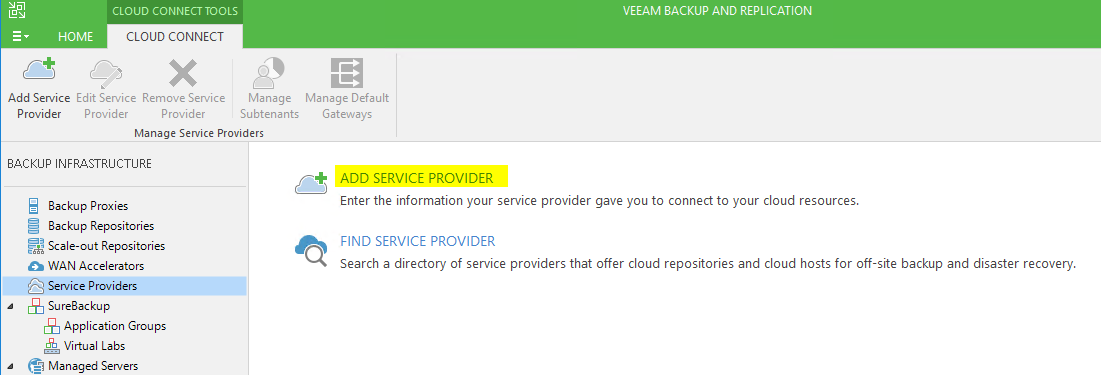 CLOUD CONNECT TOOLS
VEEAM BACKUP AND REPLICATION
HOME
CLOUD CONNECT
Add Service Provider
Edit Service Provider
Remove Service Provider
Manage Subtenants
Manage Default Gateways
Manage Service Providers
BACKUP INFRASTRUCTURE
Backup Proxies
Backup Repositories
Scale-out Repositories
WAN Accelerators
Service Providers
SureBackup
Application Groups
Virtual Labs
Managed Servers
ADD SERVICE PROVIDER
Enter the information your service provider gave you to connect to your cloud resources.
FIND SERVICE PROVIDER
Search a directory of service providers that offer cloud repositories and cloud hosts for off-site backup and disaster recovery.